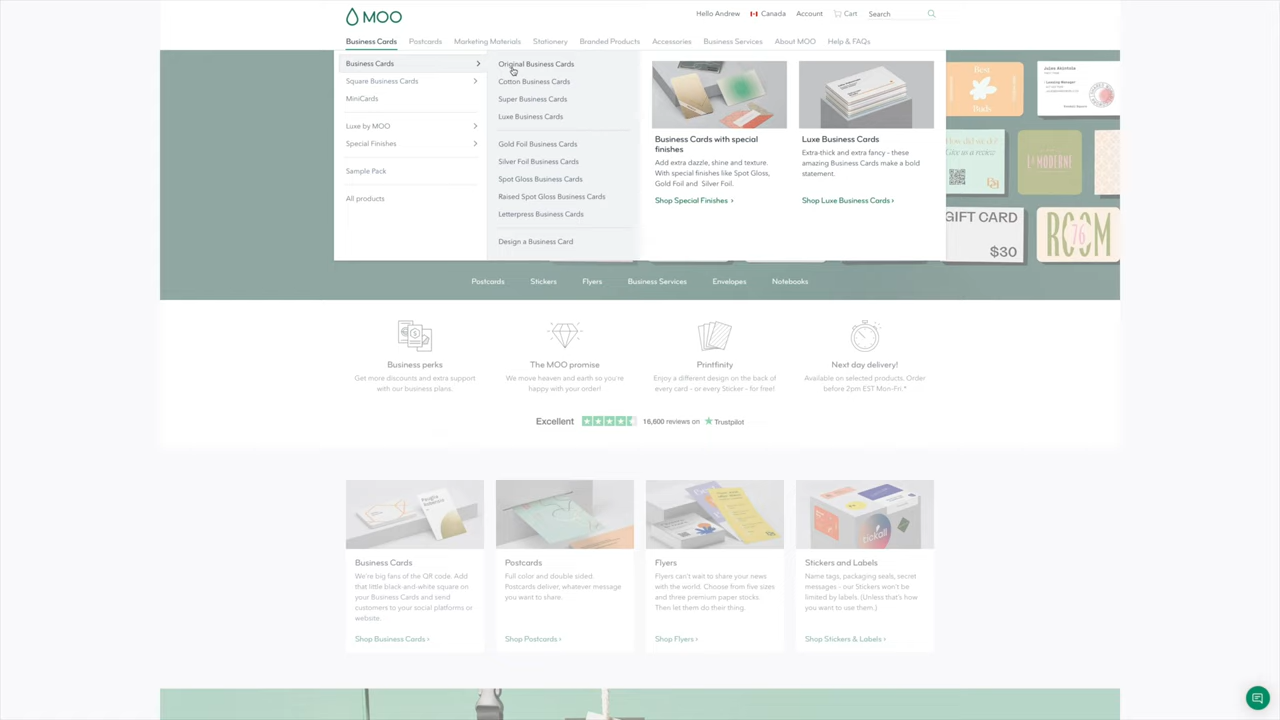 MOO
Hello Andrew
Canada
Account
Cart
Search
Business Cards
Postcards
Marketing Materials
Stationery
Branded Products
Accessories
Business Services
About MOO
Help & FAQs
Business Cards
Square Business Cards
MiniCards
Luxe by MOO
Special Finishes
Sample Pack
All products
Original Business Cards
Cotton Business Cards
Super Business Cards
Luxe Business Cards
Gold Foil Business Cards
Silver Foil Business Cards
Spot Gloss Business Cards
Raised Spot Gloss Business Cards
Letterpress Business Cards
Design a Business Card
Business Cards with special
finishes
Add extra dazzle, shine and texture.
With special finishes like Spot Gloss,
Gold Foil and Silver Foil.
Shop Special Finishes ›
Luxe Business Cards
Extra-thick and extra fancy - these
amazing Business Cards make a bold
statement.
Shop Luxe Business Cards ›
Best
Buds
How did we do?
Give us a review
LA MODERNE
GIFT CARD
$30
ROOM
76
Postcards
Stickers
Flyers
Business Services
Envelopes
Notebooks
Business perks
Get more discounts and extra support
with our business plans.
The MOO promise
We move heaven and earth so you're
happy with your order!
Printfinity
Enjoy a different design on the back of
every card - or every Sticker - for free!
Next day delivery!
Available on selected products. Order
before 2pm EST Mon-Fri.*
Excellent
16,600 reviews on
Trustpilot
Business Cards
We're big fans of the QR code. Add
that little black-and-white square on
your Business Cards and send
customers to your social platforms or
website.
Shop Business Cards ›
Postcards
Full color and double sided.
Postcards deliver, whatever message
you want to share.
Shop Postcards ›
Flyers
Flyers can't wait to share your news
with the world. Choose from five sizes
and three premium paper stocks.
Then let them do their thing.
Shop Flyers ›
tickall
Stickers and Labels
Name tags, packaging seals, secret
messages - our Stickers won't be
limited by labels. (Unless that's how
you want to use them.)
Shop Stickers & Labels ›